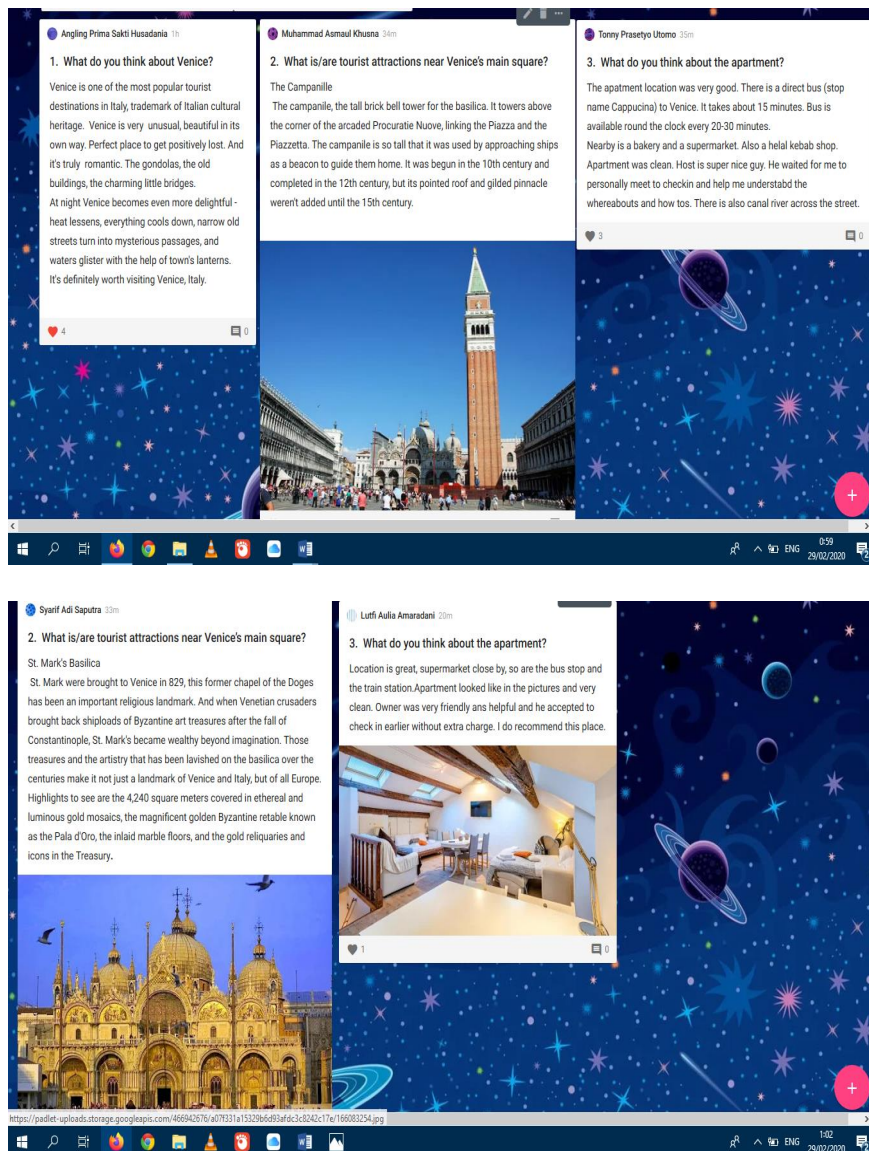 Angling Prima Sakti Husadania 1h
1. What do you think about Venice?
Venice is one of the most popular tourist
destinations in Italy, trademark of Italian cultural
heritage. Venice is very unusual, beautiful in its
own way. Perfect place to get positively lost. And
it's truly romantic. The gondolas, the old
buildings, the charming little bridges.
At night Venice becomes even more delightful -
heat lessens, everything cools down, narrow old
streets turn into mysterious passages, and
waters glister with the help of town's lanterns.
It's definitely worth visiting Venice, Italy.
4
0
Muhammad Asmaul Khusna 34m
2. What is/are tourist attractions near Venice's main square?
The Campanille
The campanile, the tall brick bell tower for the basilica. It towers above
the corner of the arcaded Procuratie Nuove, linking the Piazza and the
Piazzetta. The campanile is so tall that it was used by approaching ships
as a beacon to guide them home. It was begun in the 10th century and
completed in the 12th century, but its pointed roof and gilded pinnacle
weren't added until the 15th century.
Tonny Prasetyo Utomo 35m
3. What do you think about the apartment?
The apatment location was very good. There is a direct bus (stop
name Cappucina) to Venice. It takes about 15 minutes. Bus is
available round the clock every 20-30 minutes.
Nearby is a bakery and a supermarket. Also a helal kebab shop.
Apartment was clean. Host is super nice guy. He waited for me to
personally meet to checkin and help me understabd the
whereabouts and how tos. There is also canal river across the street.
3
0
ENG
0:59
29/02/2020
2
Syarif Adi Saputra 33m
2. What is/are tourist attractions near Venice's main square?
St. Mark's Basilica
St. Mark were brought to Venice in 829, this former chapel of the Doges
has been an important religious landmark. And when Venetian crusaders
brought back shiploads of Byzantine art treasures after the fall of
Constantinople, St. Mark's became wealthy beyond imagination. Those
treasures and the artistry that has been lavished on the basilica over the
centuries make it not just a landmark of Venice and Italy, but of all Europe.
Highlights to see are the 4,240 square meters covered in ethereal and
luminous gold mosaics, the magnificent golden Byzantine retable known
as the Pala d'Oro, the inlaid marble floors, and the gold reliquaries and
icons in the Treasury.
Lutfi Aulia Amaradani 20m
3. What do you think about the apartment?
Location is great, supermarket close by, so are the bus stop and
the train station.Apartment looked like in the pictures and very
clean. Owner was very friendly ans helpful and he accepted to
check in earlier without extra charge. I do recommend this place.
1
0
https://padlet-uploads.storage.googleapis.com/466942676/a07f331a15329b6d93afdc3c8242c17e/166083254.jpg
ENG
1:02
29/02/2020
2